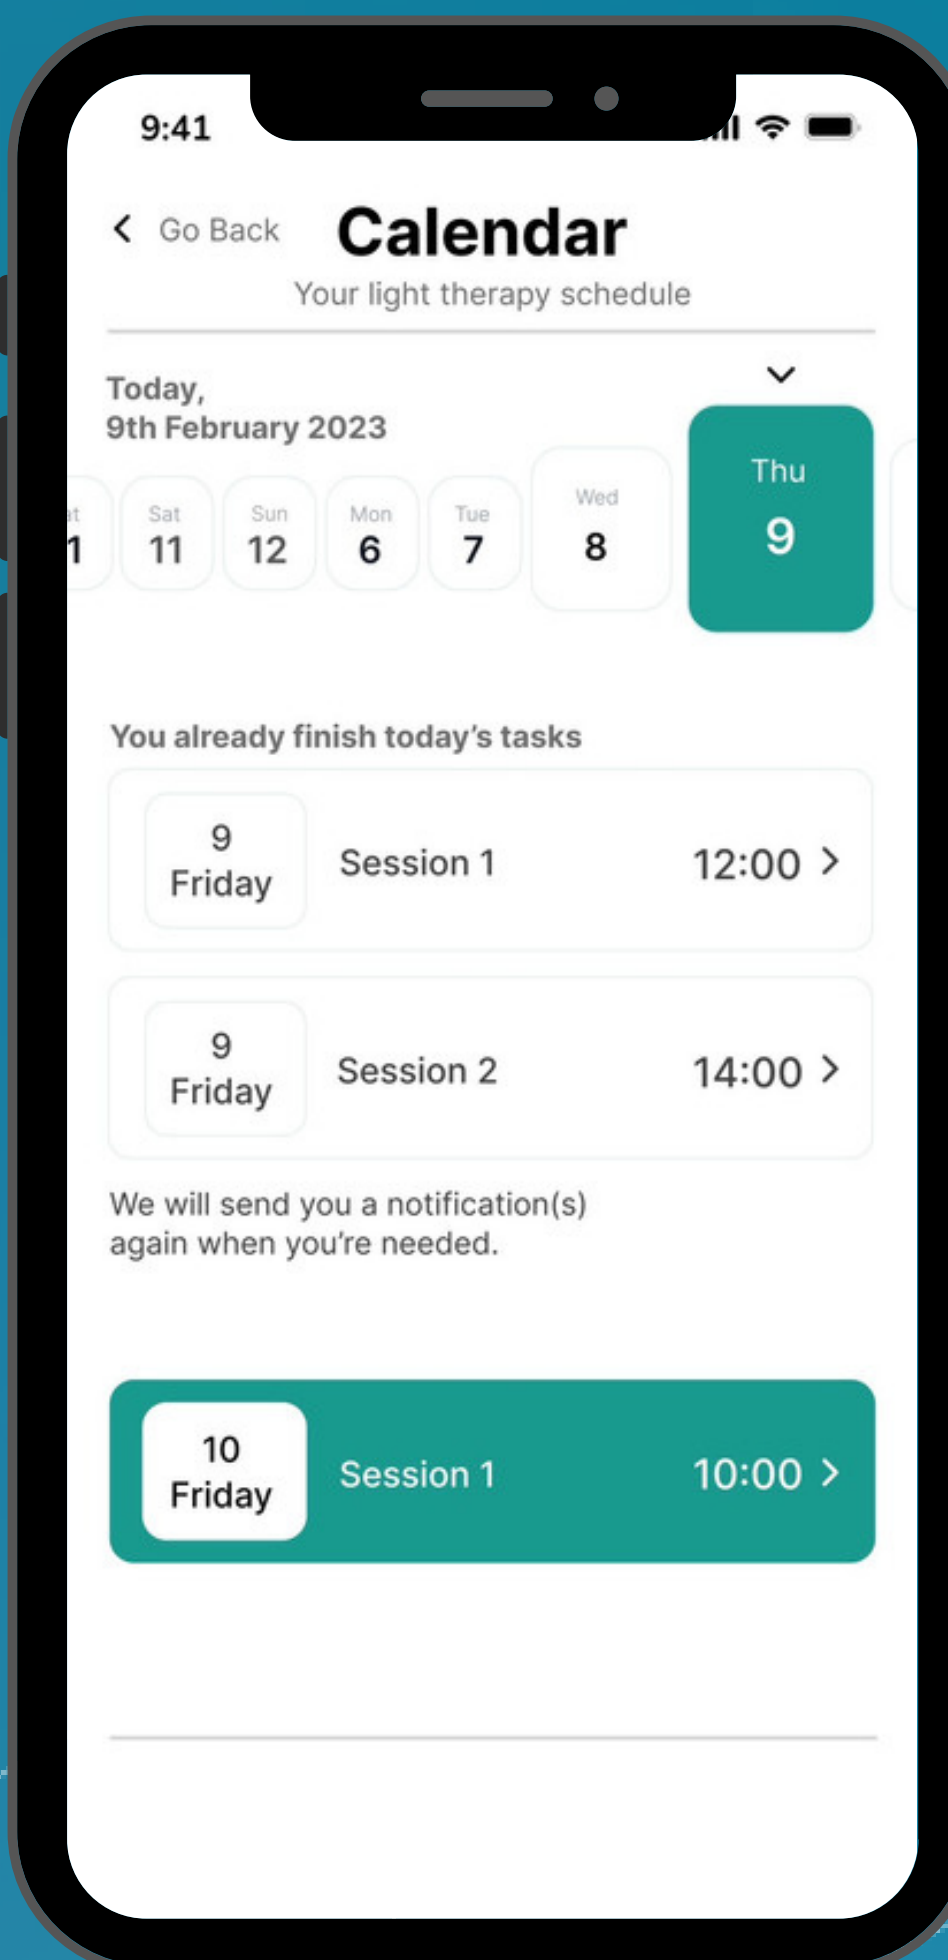 9:41
Go Back
Calendar
Your light therapy schedule
Today,
9th February 2023
Sat Sun Mon Tue Wed Thu
1 11 12 6 7 8 9
You already finish today's tasks
9
Friday
Session 1
12:00
9
Friday
Session 2
14:00
We will send you a notification(s)
again when you're needed.
10
Friday
Session 1
10:00